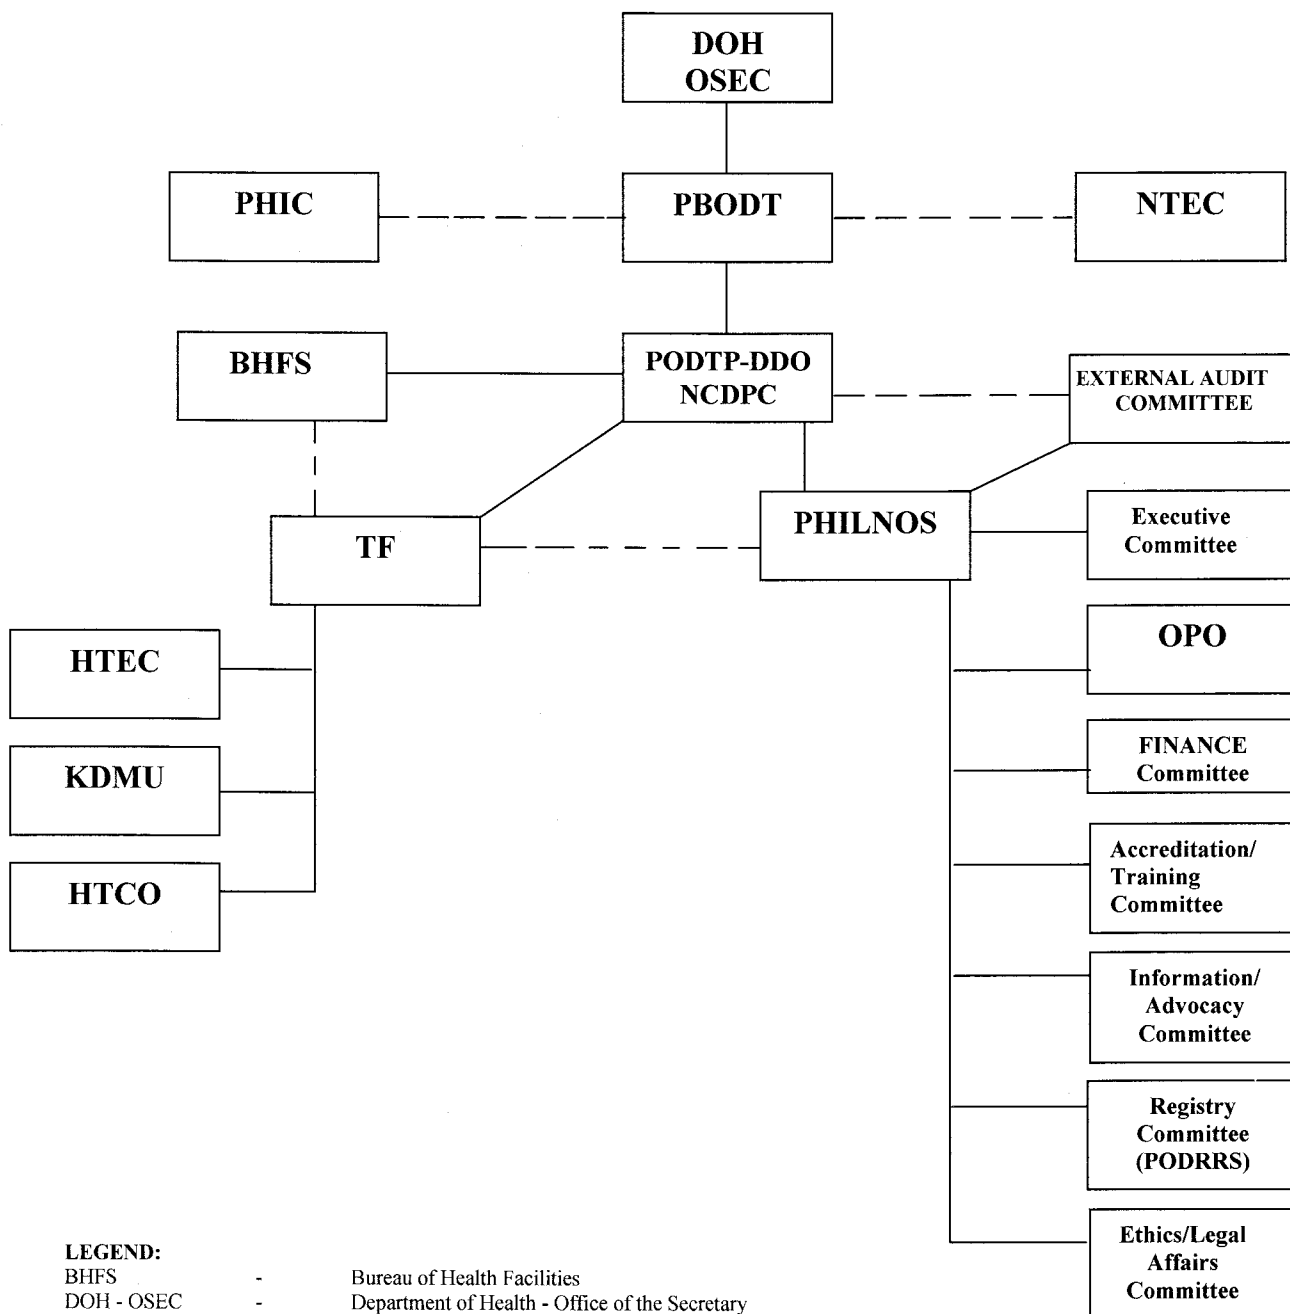 DOH
OSEC
PHIC
PBODT
NTEC
BHFS
PODTP-DDO
NCDPC
EXTERNAL AUDIT
COMMITTEE
TF
PHILNOS
Executive
Committee
HTEC
OPO
KDMU
FINANCE
Committee
HTCO
Accreditation/
Training
Committee
Information/
Advocacy
Committee
Registry
Committee
(PODRRS)
Ethics/Legal
Affairs
Committee
LEGEND:
BHFS - Bureau of Health Facilities
DOH - OSEC - Department of Health - Office of the Secretary